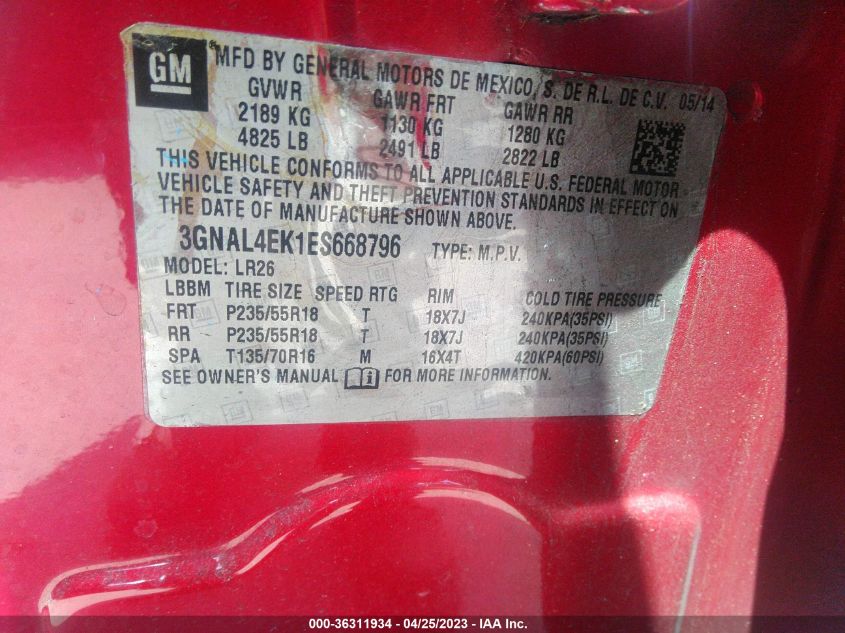 GM
MFD BY GENERAL MOTORS DE MEXICO, S. DE R.L. DE C.V. 05/14
GVWR GAWR FRT GAWR RR
2189 KG 1130 KG 1280 KG
4825 LB 2491 LB 2822 LB
THIS VEHICLE CONFORMS TO ALL APPLICABLE U.S. FEDERAL MOTOR
VEHICLE SAFETY AND THEFT PREVENTION STANDARDS IN EFFECT ON
THE DATE OF MANUFACTURE SHOWN ABOVE.
3GNAL4EK1ES668796 TYPE: M.P.V.
MODEL: LR26
LBBM TIRE SIZE SPEED RTG RIM COLD TIRE PRESSURE
FRT P235/55R18 T 18X7J 240KPA(35PSI)
RR P235/55R18 T 18X7J 240KPA(35PSI)
SPA T135/70R16 M 16X4T 420KPA(60PSI)
SEE OWNER'S MANUAL FOR MORE INFORMATION.
000-36311934 - 04/25/2023 - IAA Inc.